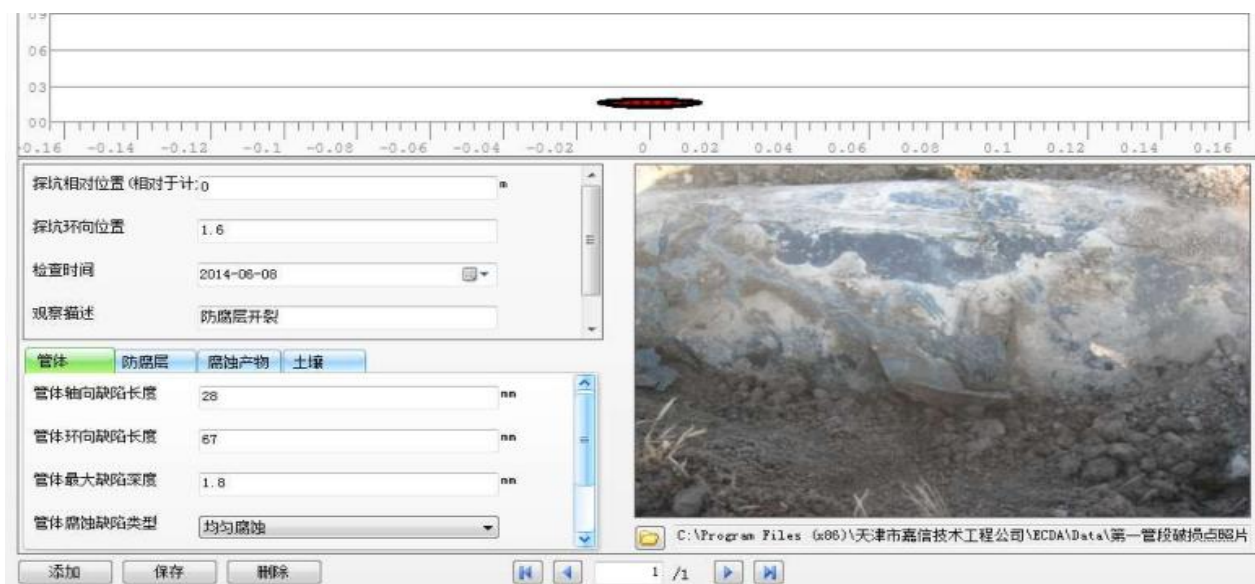 0.9
0.6
0.3
0.0
0.16 -0.14 -0.12 -0.1 -0.08 -0.06 -0.04 -0.02 0 0.02 0.04 0.06 0.08 0.1 0.12 0.14 0.16
探坑相对位置(相对于计: 0 m
探坑环向位置 1.6
检查时间 2014-06-08
观察描述 防腐层开裂
管体 防腐层 腐蚀产物 土壤
管体轴向缺陷长度 28 mm
管体环向缺陷长度 67 mm
管体最大缺陷深度 1.8 mm
管体腐蚀缺陷类型 均匀腐蚀
C:\Program Files (x86)\天津市嘉信技术工程公司\ECDA\Data\第一管段破损点照片
添加 保存 删除 1 /1